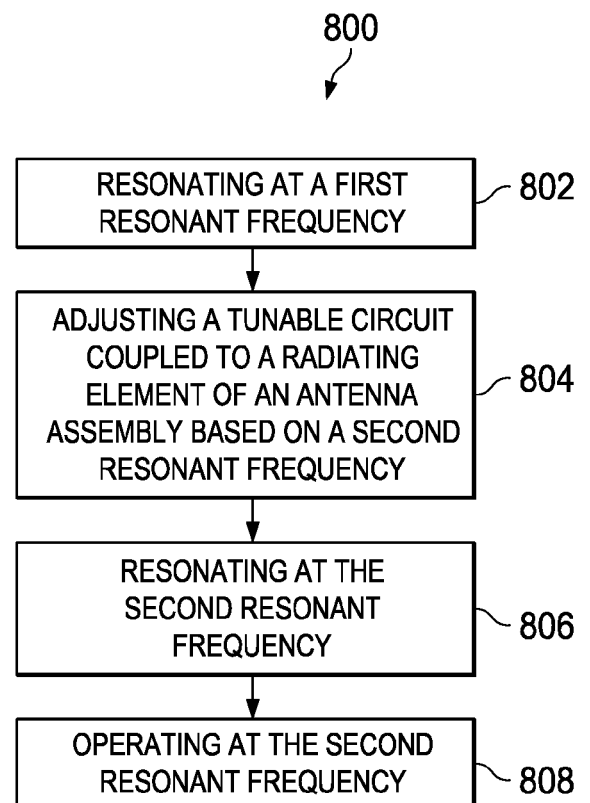 800
RESONATING AT A FIRST
RESONANT FREQUENCY
802
ADJUSTING A TUNABLE CIRCUIT
COUPLED TO A RADIATING
ELEMENT OF AN ANTENNA
ASSEMBLY BASED ON A SECOND
RESONANT FREQUENCY
804
RESONATING AT THE
SECOND RESONANT
FREQUENCY
806
OPERATING AT THE SECOND
RESONANT FREQUENCY
808